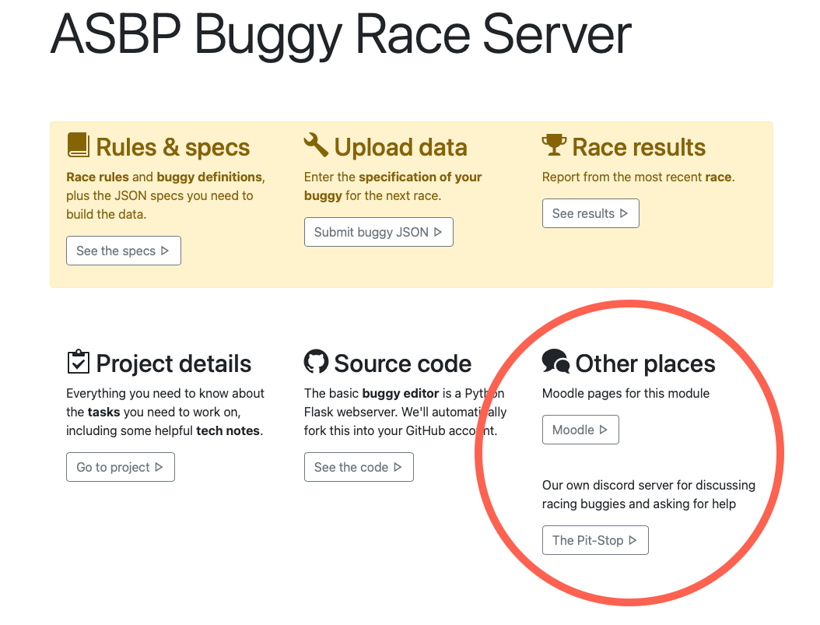 ASBP Buggy Race Server
Rules & specs
Race rules and buggy definitions,
plus the JSON specs you need to
build the data.
See the specs
Upload data
Enter the specification of your
buggy for the next race.
Submit buggy JSON
Race results
Report from the most recent race.
See results
Project details
Everything you need to know about
the tasks you need to work on,
including some helpful tech notes.
Go to project
Source code
The basic buggy editor is a Python
Flask webserver. We'll automatically
fork this into your GitHub account.
See the code
Other places
Moodle pages for this module
Moodle
Our own discord server for discussing
racing buggies and asking for help
The Pit-Stop